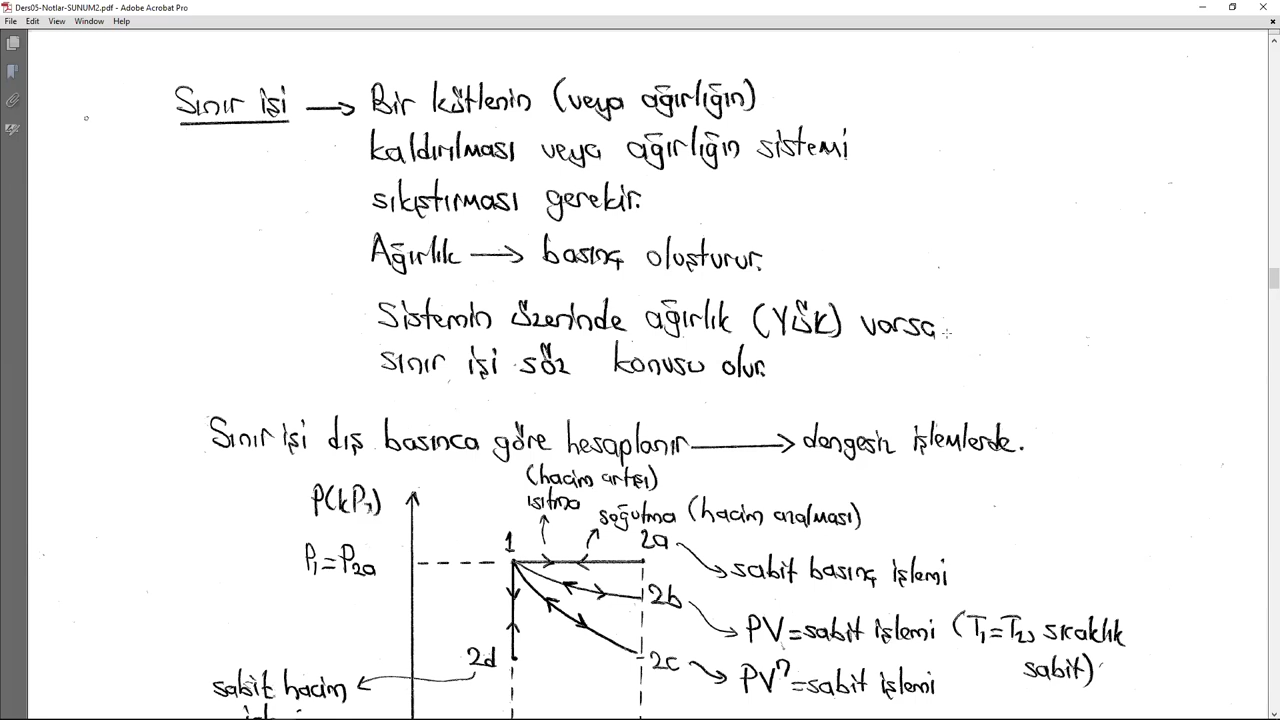 Ders05-Notlar-SUNUM2.pdf - Adobe Acrobat Pro
File Edit View Window Help
Sınır işi → Bir kütlenin (veya ağırlığın)
kaldırılması veya ağırlığın sistemi
sıkıştırması gerekir.
Ağırlık → basınç oluşturur.
Sistemin üzerinde ağırlık (YÜK) varsa
sınır işi söz konusu olur.
Sınır işi dış basınca göre hesaplanır → dengesiz işlemlerde.
(hacim artışı)
ısıtma
soğutma (hacim azalması)
P(kPa)
1
2a
P1=P2a
sabit basınç işlemi
2b
PV=sabit işlemi (T1=T2, sıcaklık
sabit)
2d
2c
PVⁿ=sabit işlemi
sabit hacim